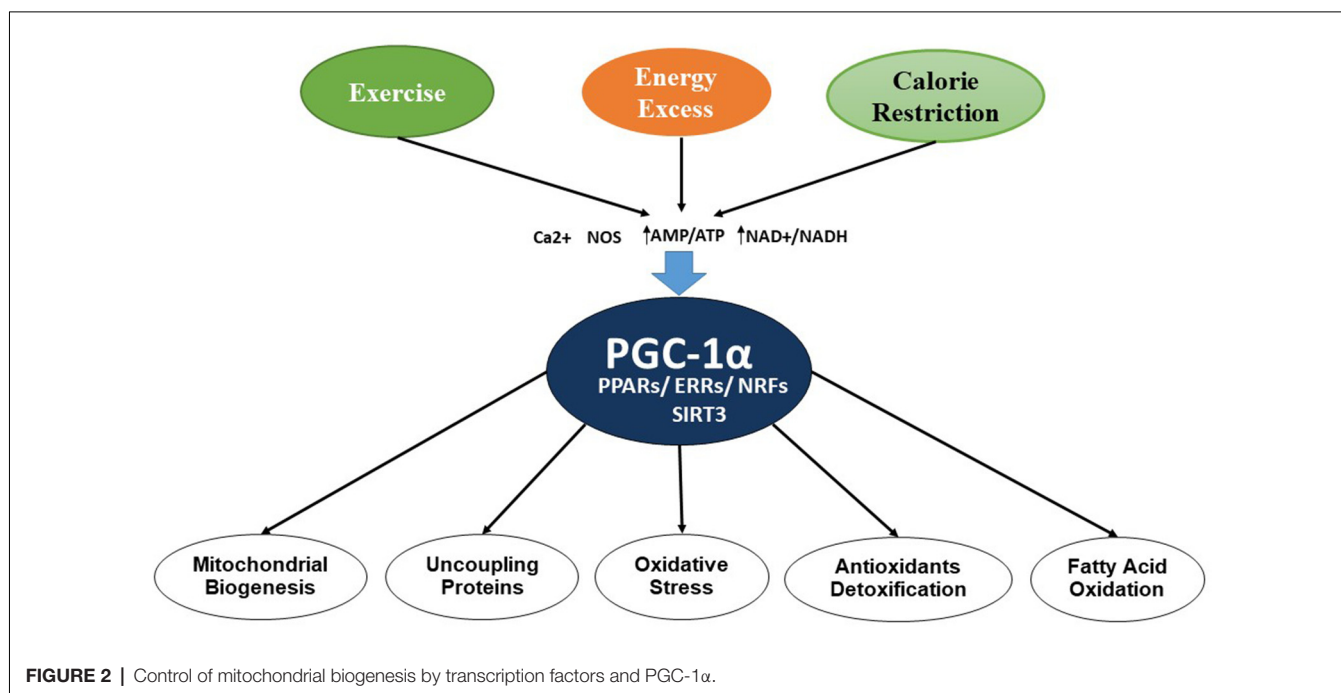 Exercise
Energy
Excess
Calorie
Restriction
Ca2+ NOS ↑AMP/ATP ↑NAD+/NADH
PGC-1α
PPARs/ ERRs/ NRFs
SIRT3
Mitochondrial
Biogenesis
Uncoupling
Proteins
Oxidative
Stress
Antioxidants
Detoxification
Fatty Acid
Oxidation
FIGURE 2 | Control of mitochondrial biogenesis by transcription factors and PGC-1α.